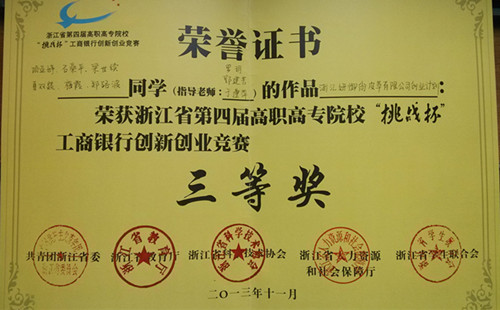 浙江省第四届高职高专院校
“挑战杯”工商银行创新创业竞赛
荣誉证书
同学(指导老师: 的作品
荣获浙江省第四届高职高专院校“挑战杯”
工商银行创新创业竞赛
三等奖
共青团浙江省委 浙江省教育厅 浙江省科学技术协会 浙江省人力资源和社会保障厅 浙江省学生联合会
二〇一三年十一月